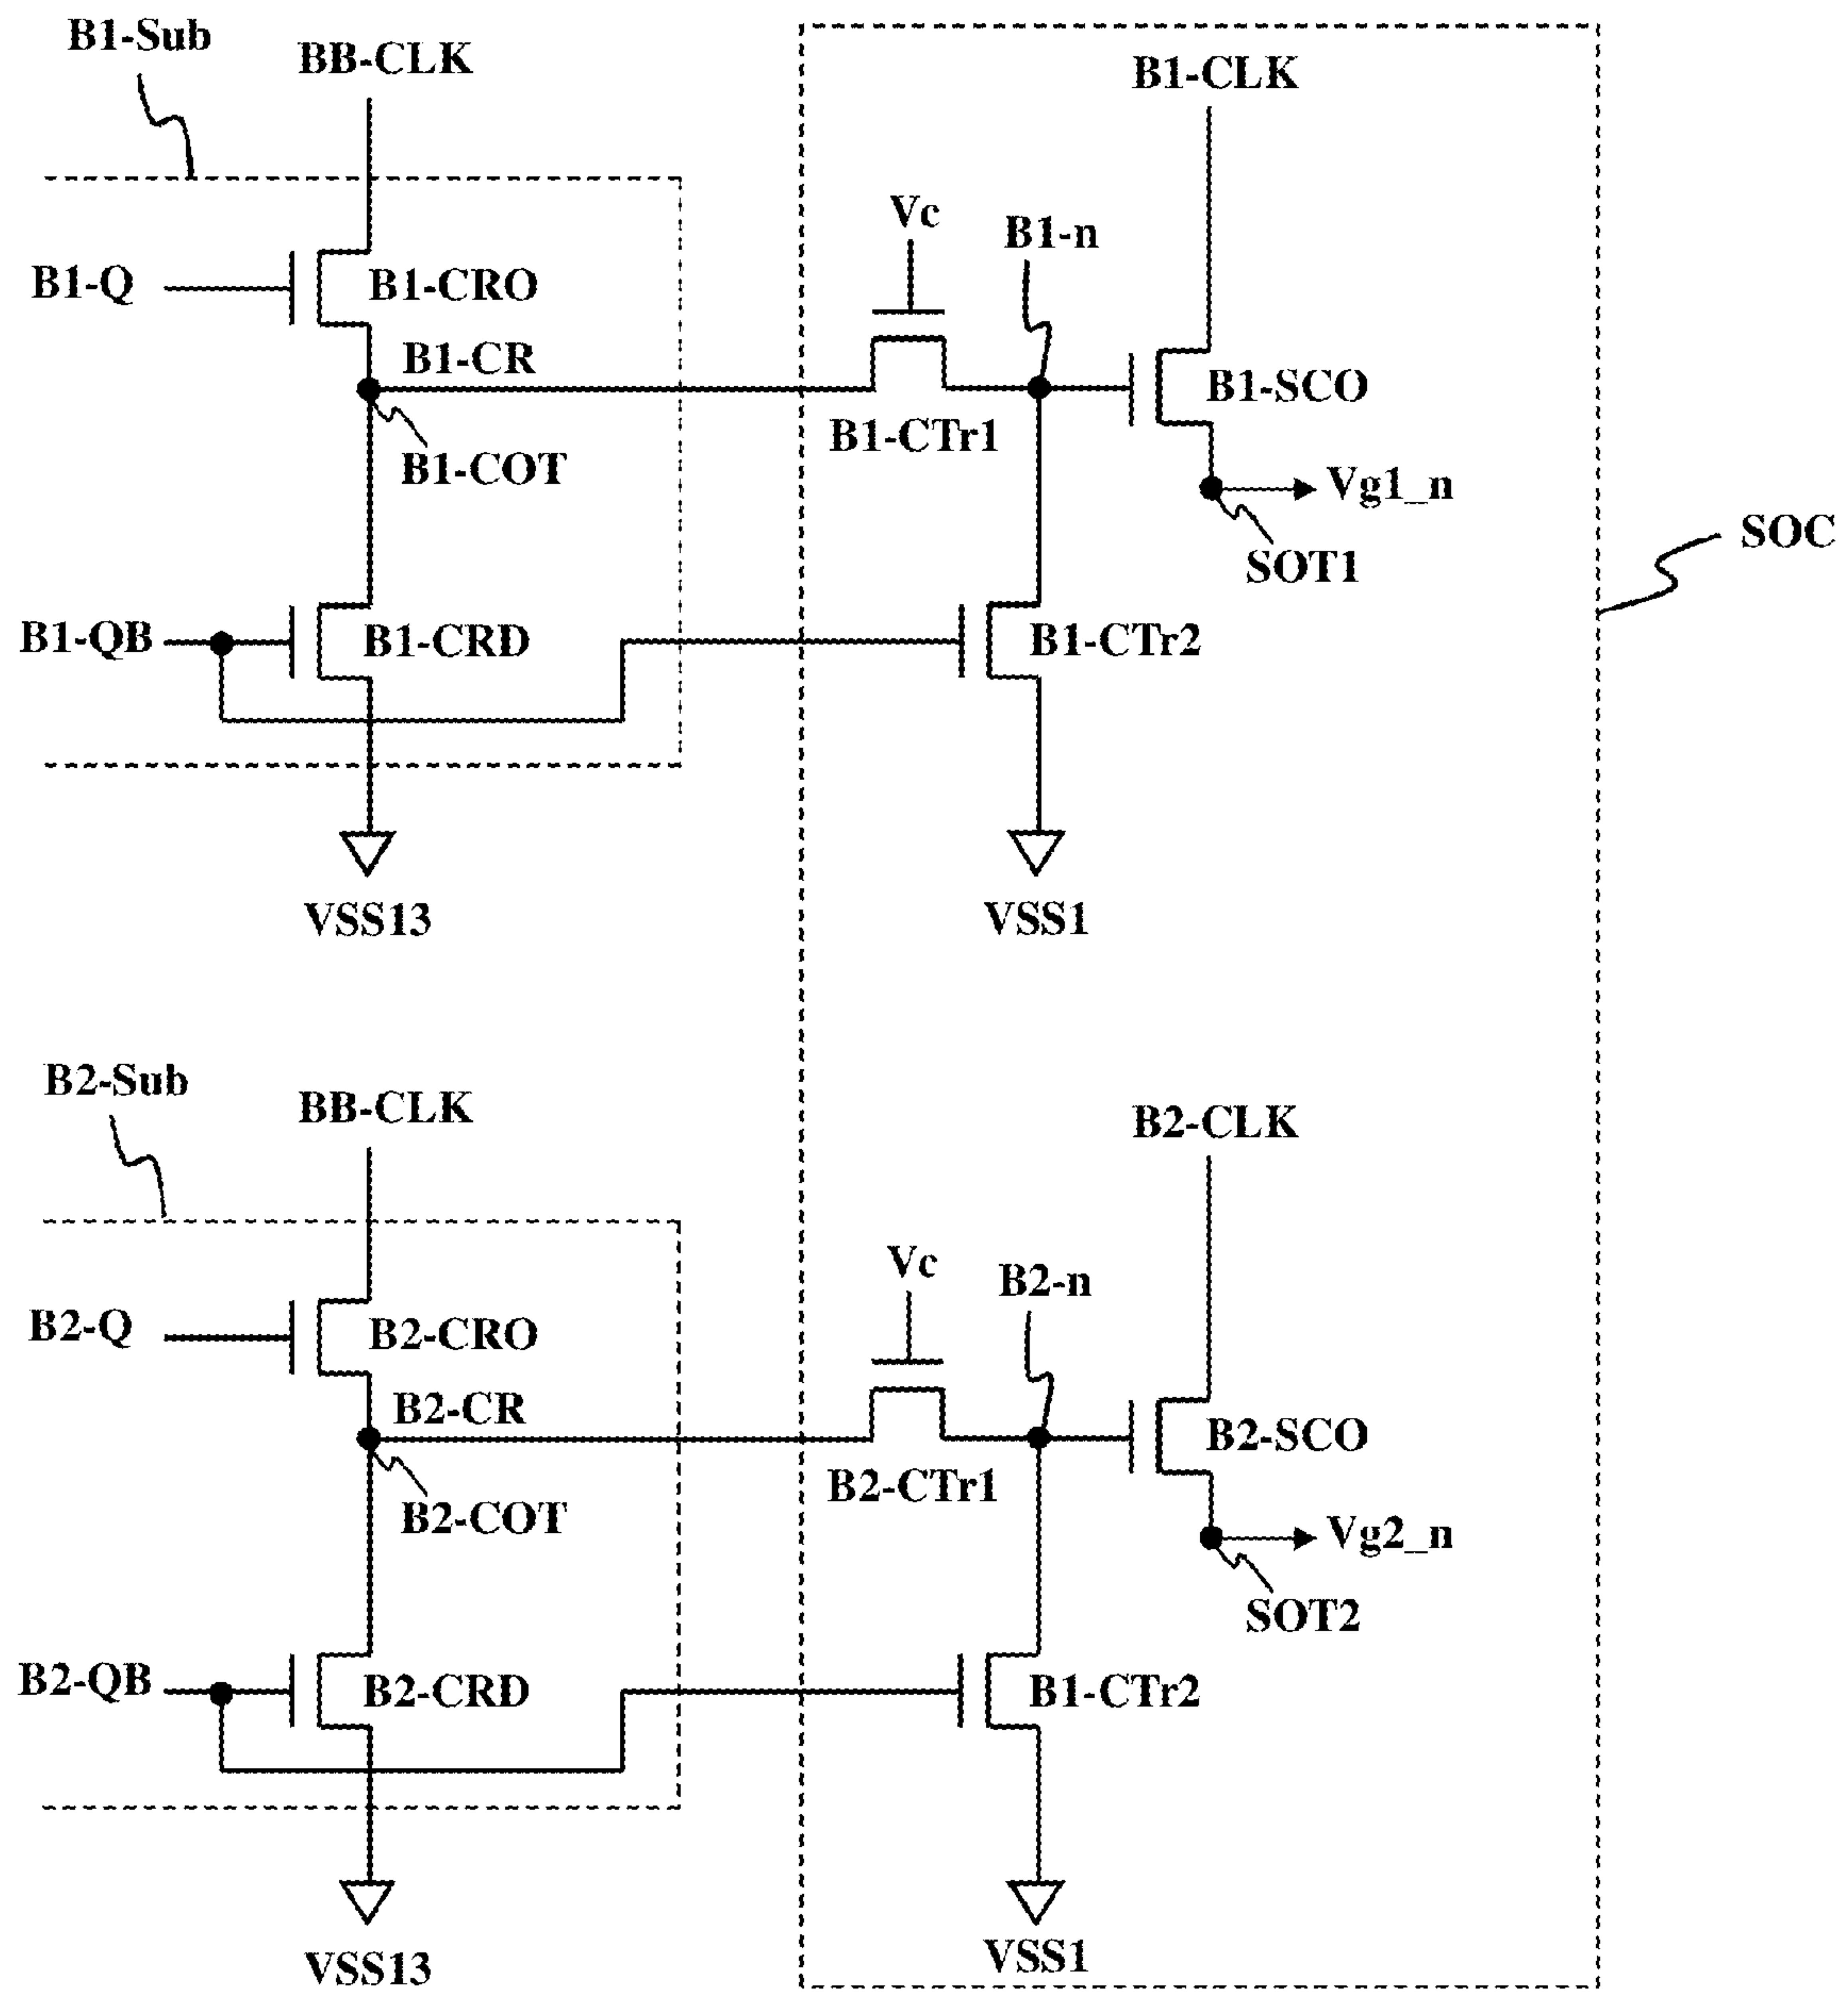 B1-Sub
BB-CLK
B1-CLK
Vc
B1-n
B1-Q
B1-CRO
B1-CR
B1-SCO
B1-CTr1
B1-COT
Vg1_n
SOC
SOT1
B1-QB
B1-CRD
B1-CTr2
VSS13
VSS1
B2-Sub
BB-CLK
B2-CLK
Vc
B2-n
B2-Q
B2-CRO
B2-CR
B2-SCO
B2-CTr1
B2-COT
Vg2_n
SOT2
B2-QB
B2-CRD
B1-CTr2
VSS13
VSS1